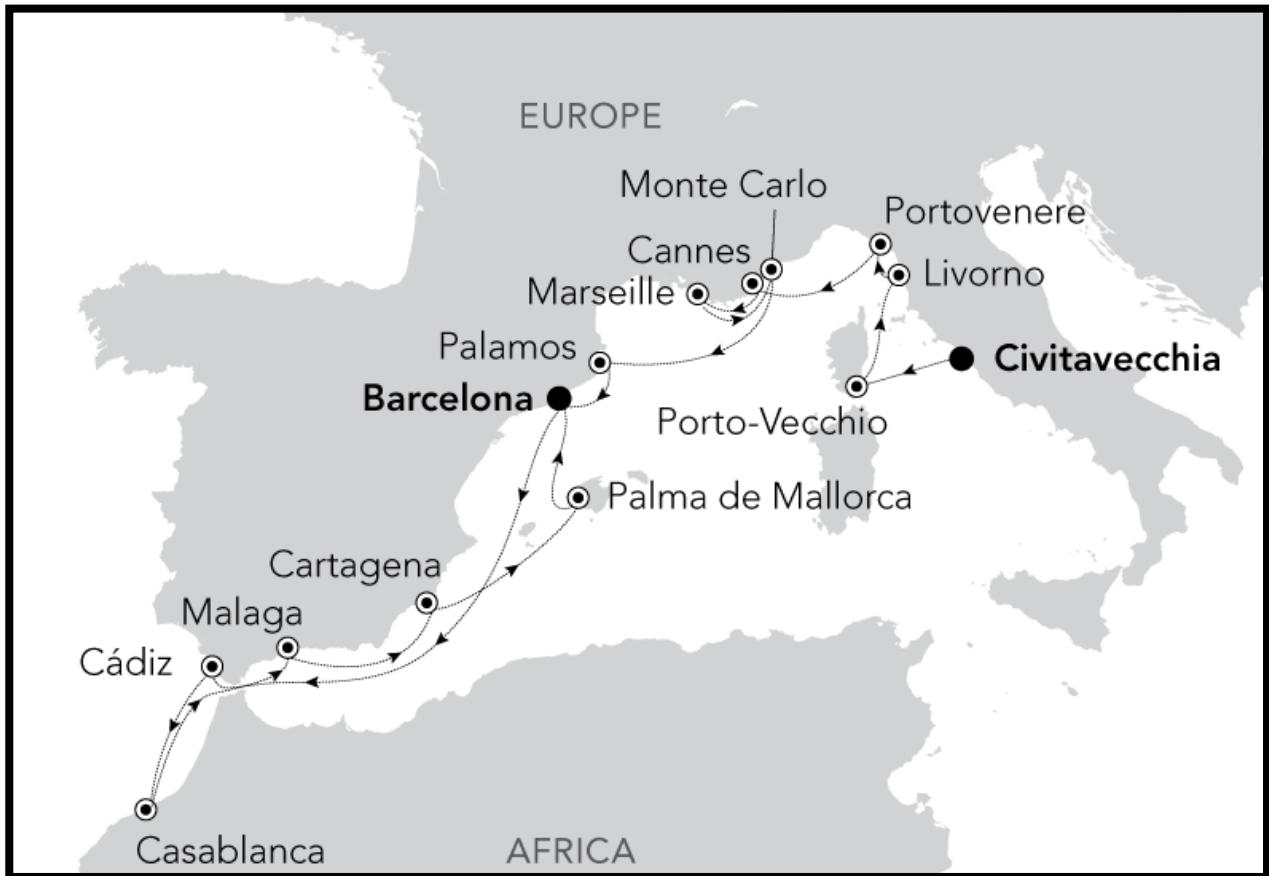 EUROPE
Monte Carlo
Portovenere
Cannes
Livorno
Marseille
Palamos
Civitavecchia
Barcelona
Porto-Vecchio
Palma de Mallorca
Cartagena
Malaga
Cádiz
Casablanca
AFRICA